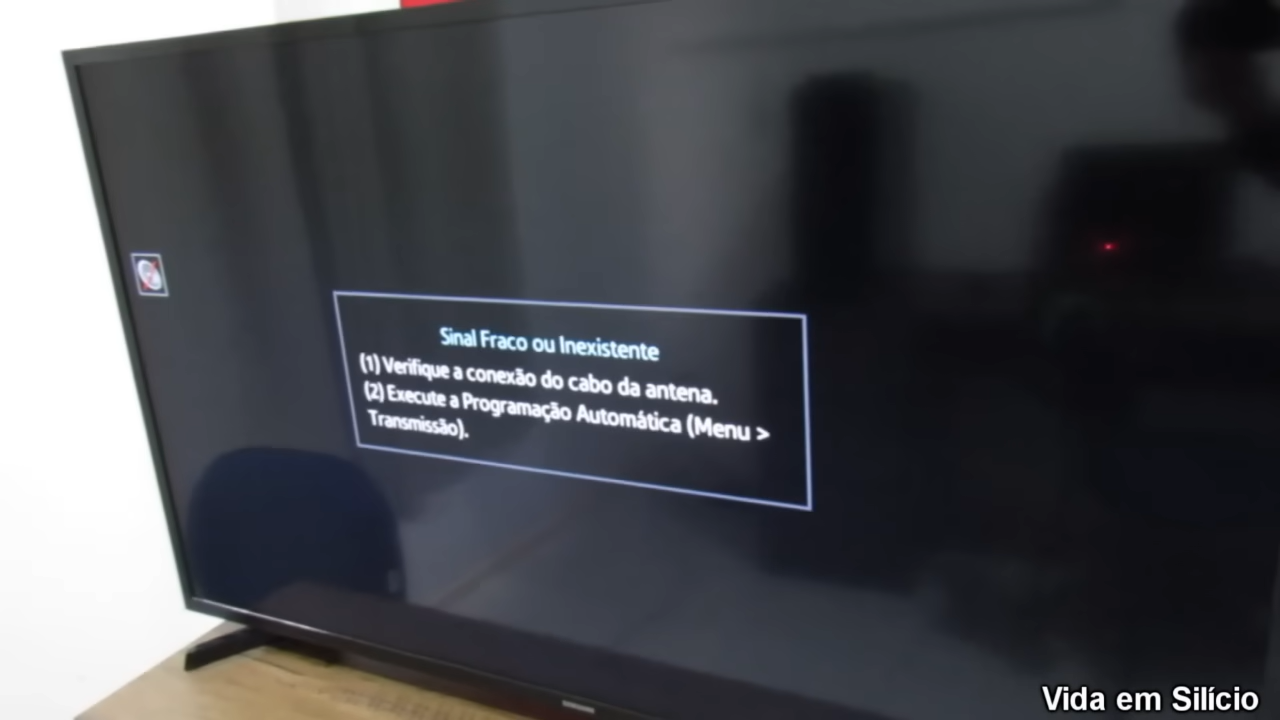 Sinal Fraco ou Inexistente
(1) Verifique a conexão do cabo da antena.
(2) Execute a Programação Automática (Menu >
Transmissão).
Vida em Silício